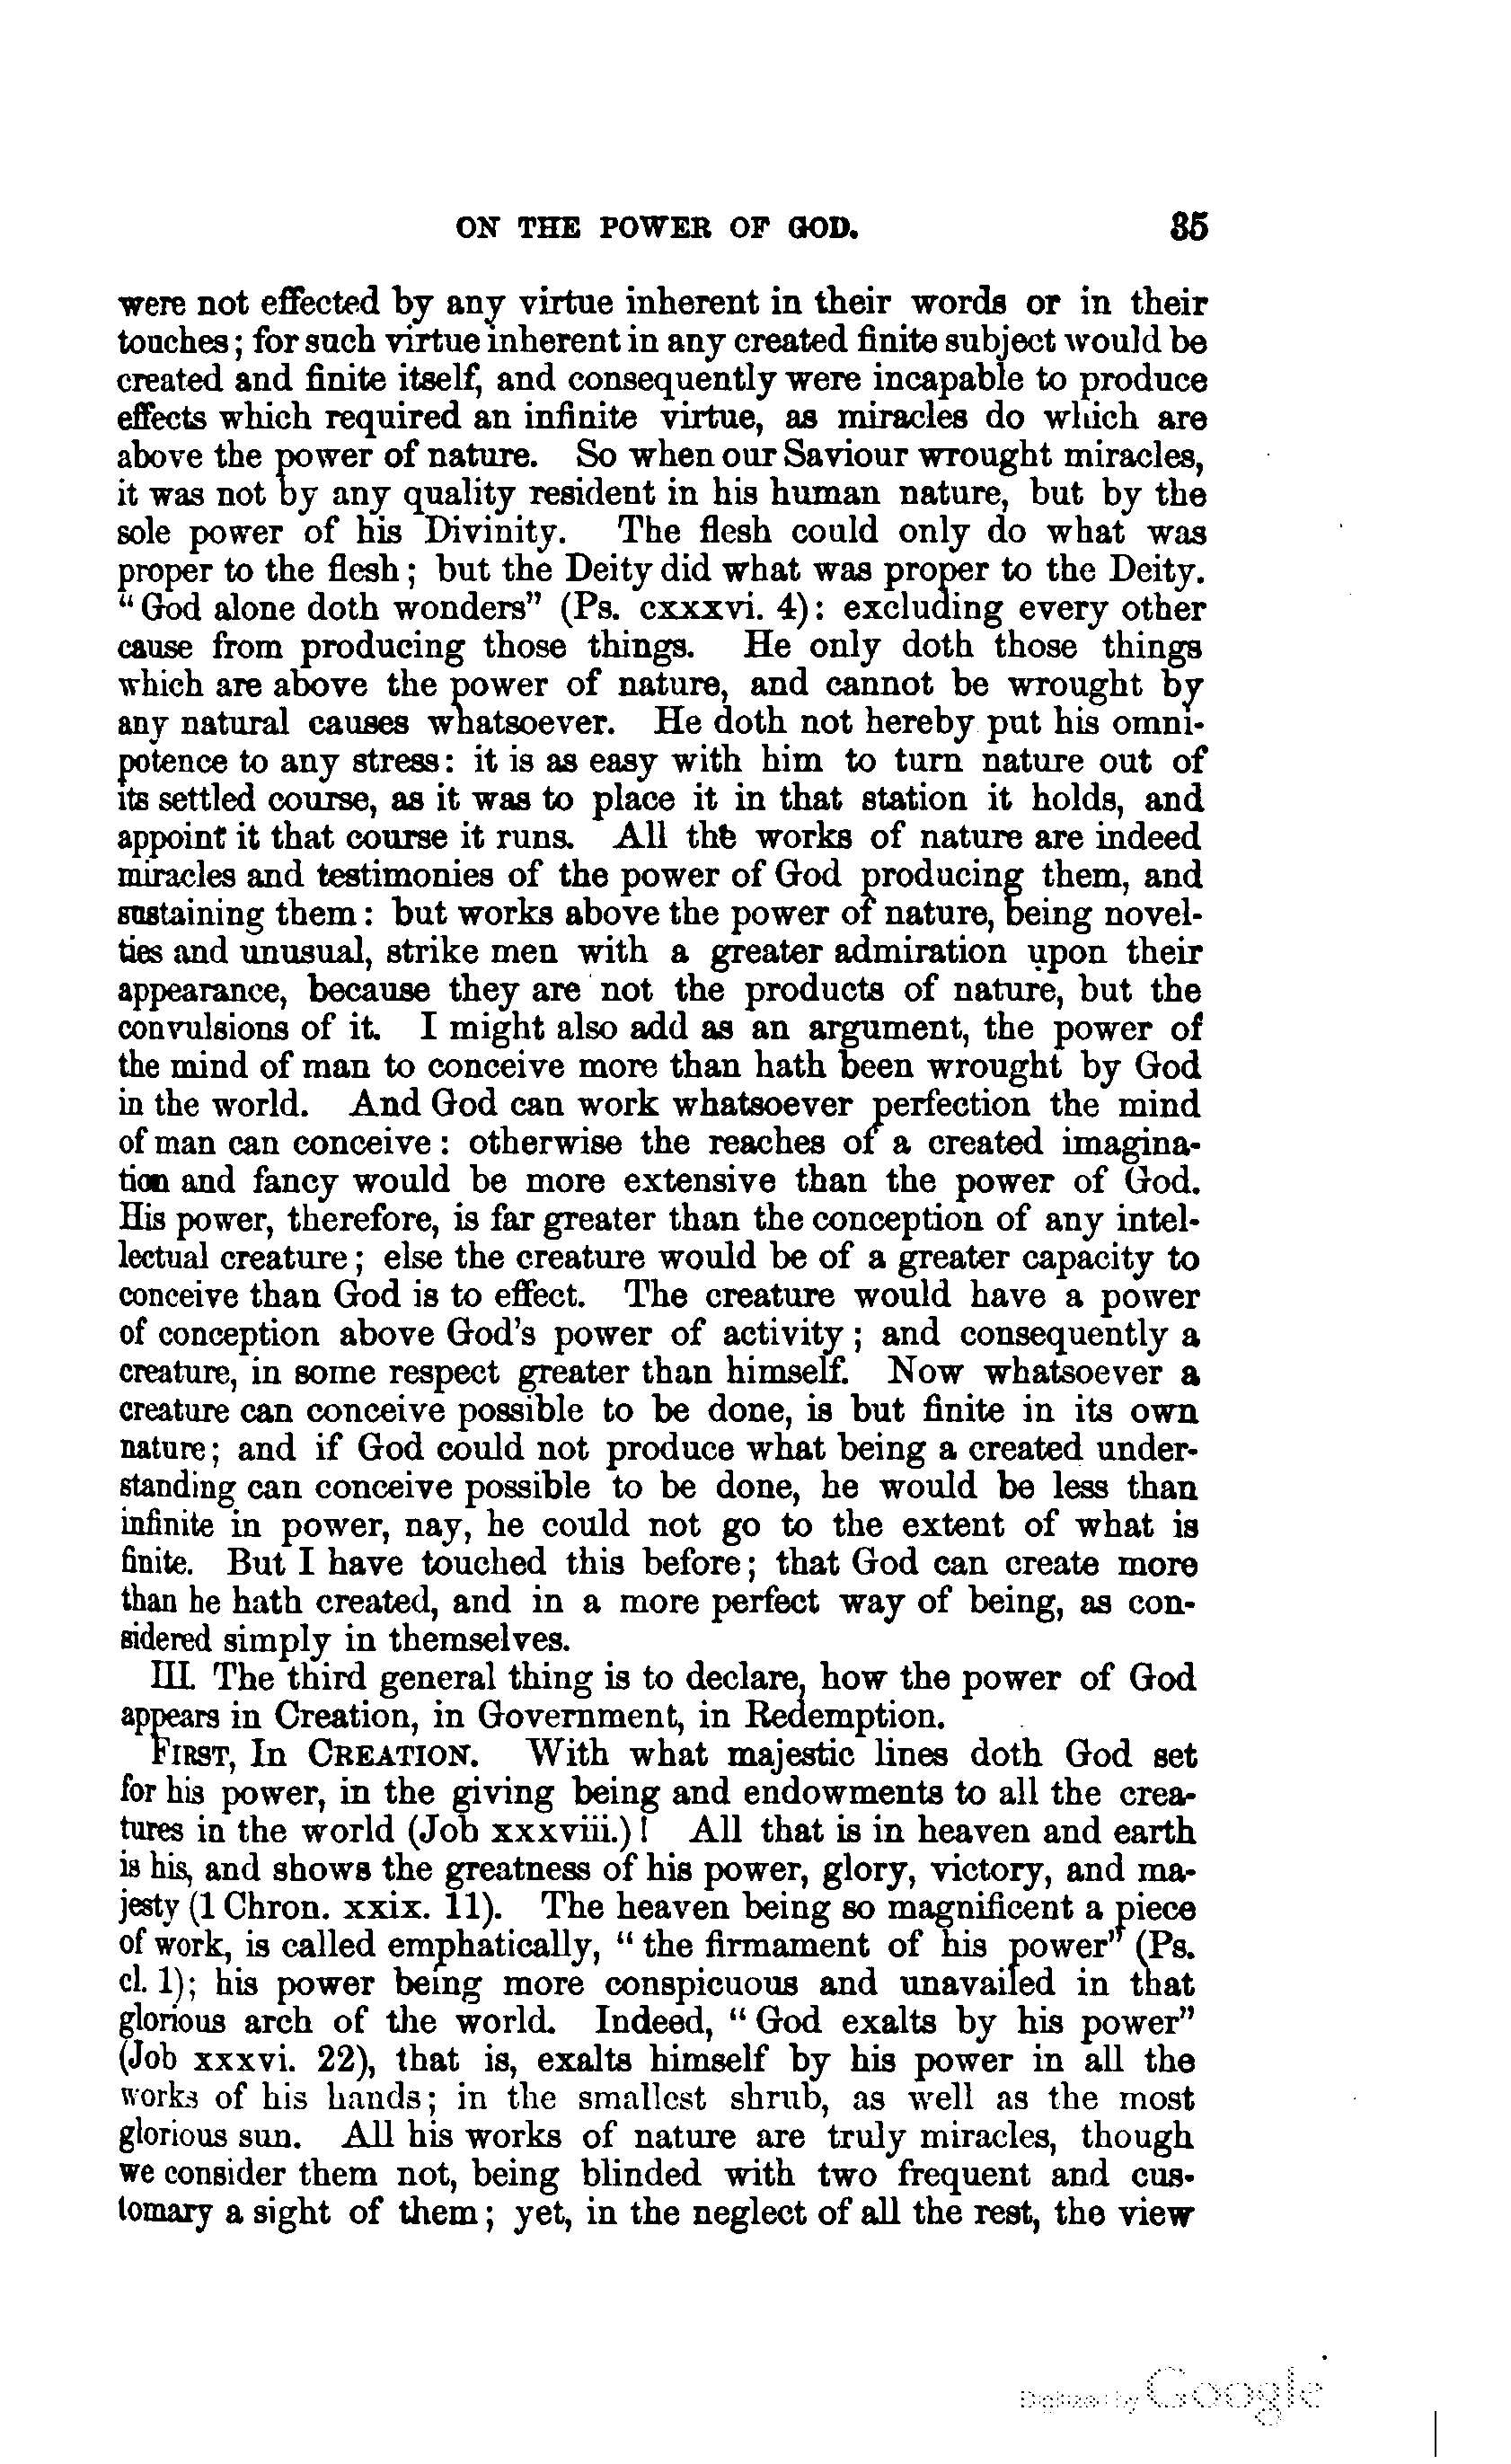 ON THE POWER OF GOD. 35
were not effected by any virtue inherent in their words or in their
touches; for such virtue inherent in any created finite subject would be
created and finite itself, and consequently were incapable to produce
effects which required an infinite virtue, as miracles do which are
above the power of nature. So when our Saviour wrought miracles,
it was not by any quality resident in his human nature, but by the
sole power of his Divinity. The flesh could only do what was
proper to the flesh; but the Deity did what was proper to the Deity.
“God alone doth wonders” (Ps. cxxxvi. 4): excluding every other
cause from producing those things. He only doth those things
which are above the power of nature, and cannot be wrought by
any natural causes whatsoever. He doth not hereby put his omni-
potence to any stress: it is as easy with him to turn nature out of
its settled course, as it was to place it in that station it holds, and
appoint it that course it runs. All the works of nature are indeed
miracles and testimonies of the power of God producing them, and
sustaining them: but works above the power of nature, being novel-
ties and unusual, strike men with a greater admiration upon their
appearance, because they are not the products of nature, but the
convulsions of it. I might also add as an argument, the power of
the mind of man to conceive more than hath been wrought by God
in the world. And God can work whatsoever perfection the mind
of man can conceive: otherwise the reaches of a created imagina-
tion and fancy would be more extensive than the power of God.
His power, therefore, is far greater than the conception of any intel-
lectual creature; else the creature would be of a greater capacity to
conceive than God is to effect. The creature would have a power
of conception above God's power of activity; and consequently a
creature, in some respect greater than himself. Now whatsoever a
creature can conceive possible to be done, is but finite in its own
nature; and if God could not produce what being a created under-
standing can conceive possible to be done, he would be less than
infinite in power, nay, he could not go to the extent of what is
finite. But I have touched this before; that God can create more
than he hath created, and in a more perfect way of being, as con-
sidered simply in themselves.
III. The third general thing is to declare, how the power of God
appears in Creation, in Government, in Redemption.
FIRST, In CREATION. With what majestic lines doth God set
for his power, in the giving being and endowments to all the crea-
tures in the world (Job xxxviii.)! All that is in heaven and earth
is his, and shows the greatness of his power, glory, victory, and ma-
jesty (1 Chron. xxix. 11). The heaven being so magnificent a piece
of work, is called emphatically, “the firmament of his power” (Ps.
cl. 1); his power being more conspicuous and unavailed in that
glorious arch of the world. Indeed, “God exalts by his power”
(Job xxxvi. 22), that is, exalts himself by his power in all the
works of his hands; in the smallest shrub, as well as the most
glorious sun. All his works of nature are truly miracles, though
we consider them not, being blinded with two frequent and cus-
tomary a sight of them; yet, in the neglect of all the rest, the view
Digitized by Google